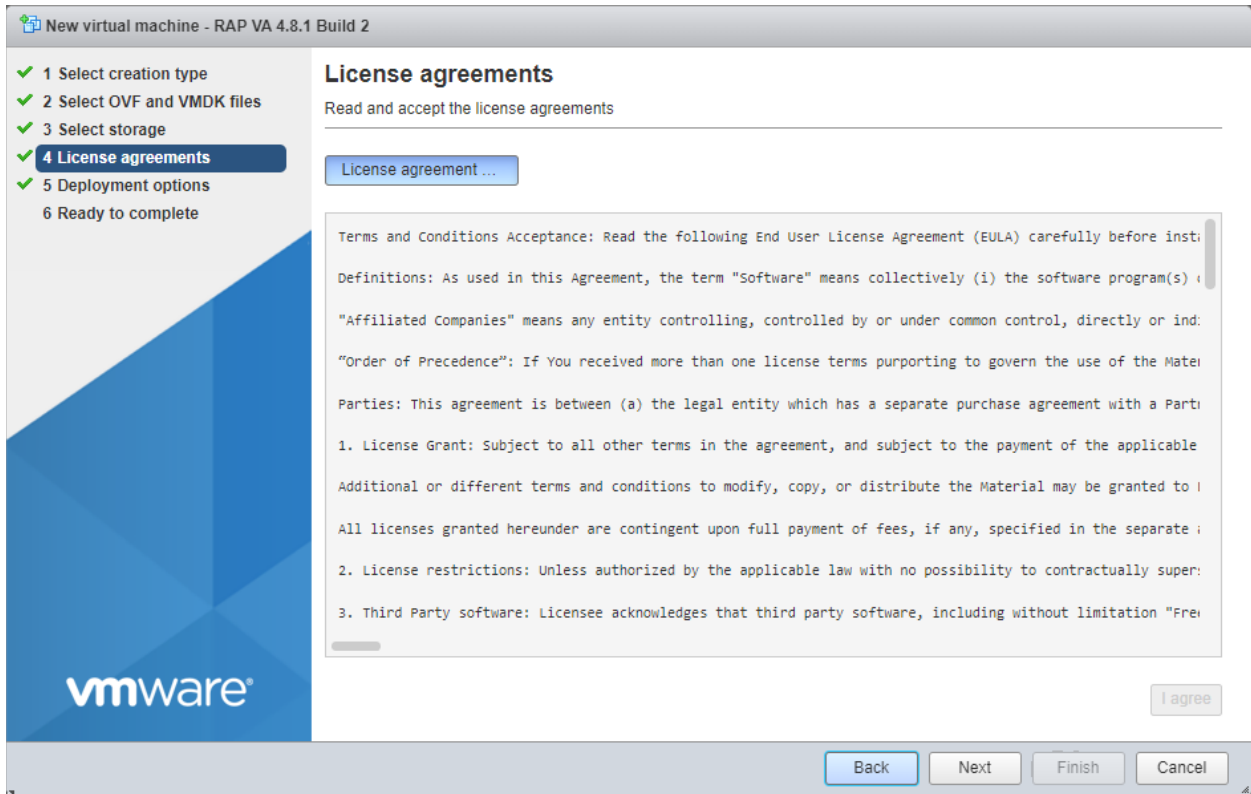 New virtual machine - RAP VA 4.8.1 Build 2
1 Select creation type
2 Select OVF and VMDK files
3 Select storage
4 License agreements
5 Deployment options
6 Ready to complete
License agreements
Read and accept the license agreements
License agreement ...
Terms and Conditions Acceptance: Read the following End User License Agreement (EULA) carefully before
Definitions: As used in this Agreement, the term "Software" means collectively (i) the software program(s)
"Affiliated Companies" means any entity controlling, controlled by or under common control, directly or
“Order of Precedence”: If You received more than one license terms purporting to govern the use of the
Parties: This agreement is between (a) the legal entity which has a separate purchase agreement with a
1. License Grant: Subject to all other terms in the agreement, and subject to the payment of the applicable
Additional or different terms and conditions to modify, copy, or distribute the Material may be granted to
All licenses granted hereunder are contingent upon full payment of fees, if any, specified in the separate
2. License restrictions: Unless authorized by the applicable law with no possibility to contractually
3. Third Party software: Licensee acknowledges that third party software, including without limitation
vmware®
I agree
Back
Next
Finish
Cancel